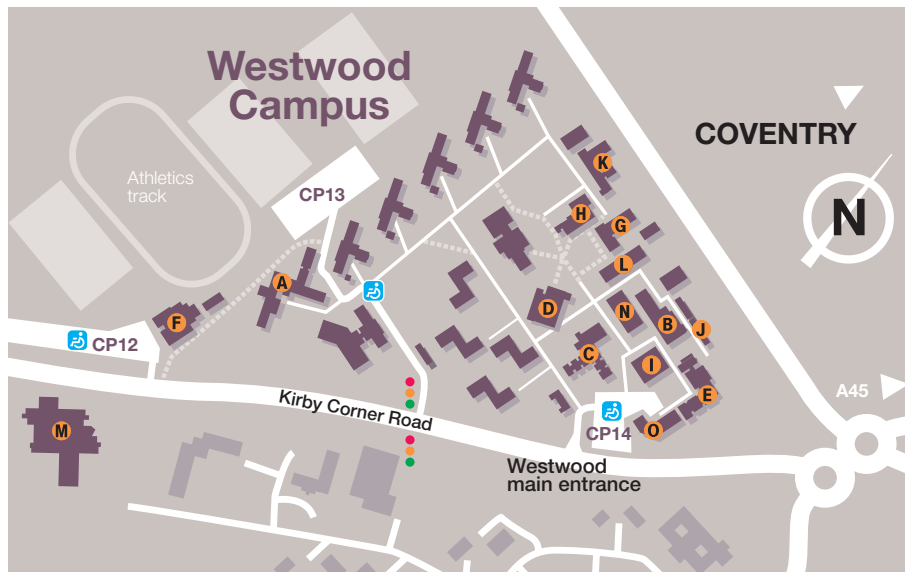 Westwood
Campus
COVENTRY
K
Athletics
track
CP13
H
G
N
L
A
D
N
B
J
F
CP12
C
I
E
A45
Kirby Corner Road
M
CP14
O
Westwood
main entrance